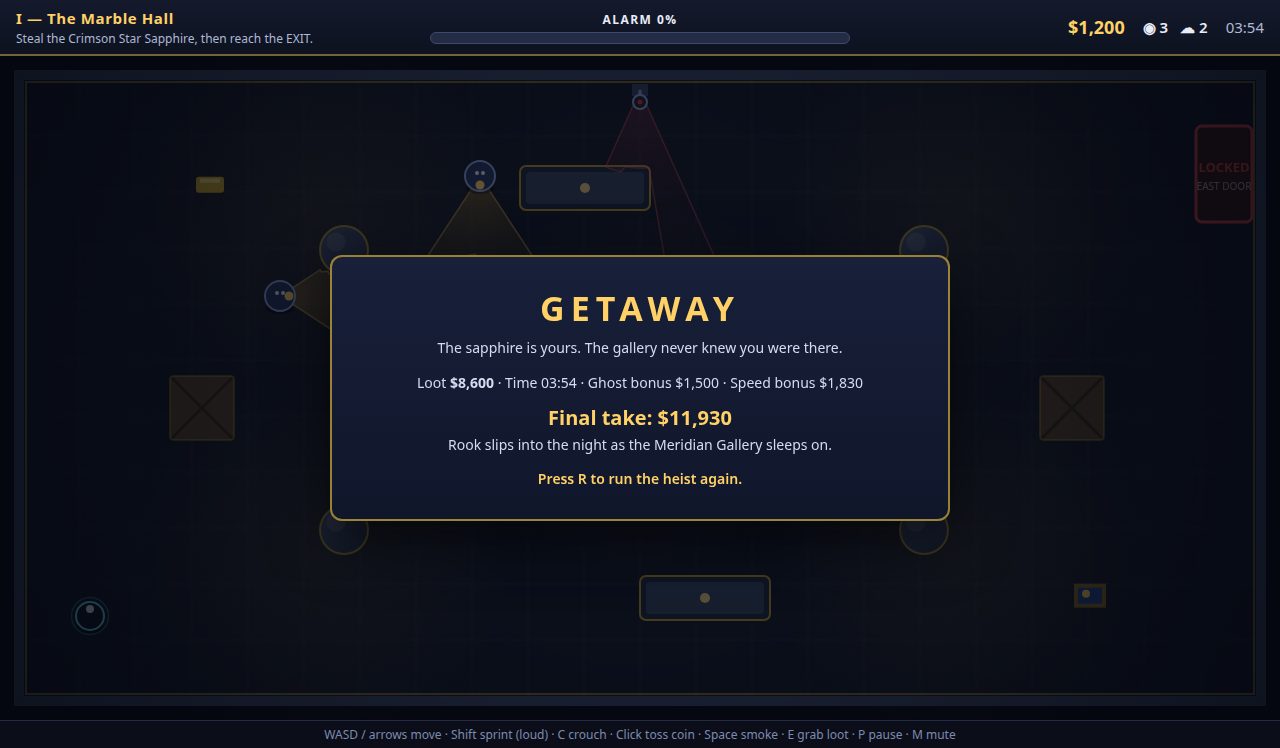 I — The Marble Hall
Steal the Crimson Star Sapphire, then reach the EXIT.
ALARM 0%
$1,200 ◉ 3 ☁ 2 03:54
LOCKED
EAST DOOR
GETAWAY
The sapphire is yours. The gallery never knew you were there.
Loot $8,600 · Time 03:54 · Ghost bonus $1,500 · Speed bonus $1,830
Final take: $11,930
Rook slips into the night as the Meridian Gallery sleeps on.
Press R to run the heist again.
WASD / arrows move · Shift sprint (loud) · C crouch · Click toss coin · Space smoke · E grab loot · P pause · M mute